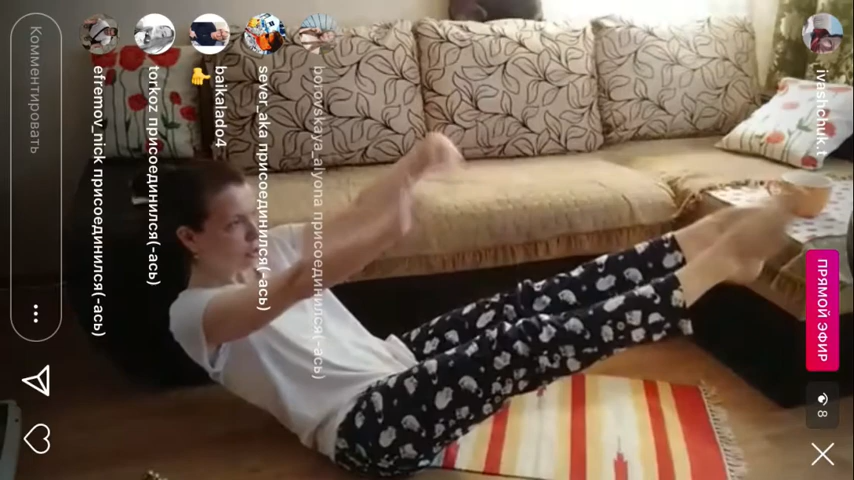 ivashchuk.t
ПРЯМОЙ ЭФИР
8
borovskaya_alyona присоединился(-ась)
sever_aka присоединился(-ась)
baikalado4
👍
torkoz присоединился(-ась)
efremov_nick присоединился(-ась)
Комментировать